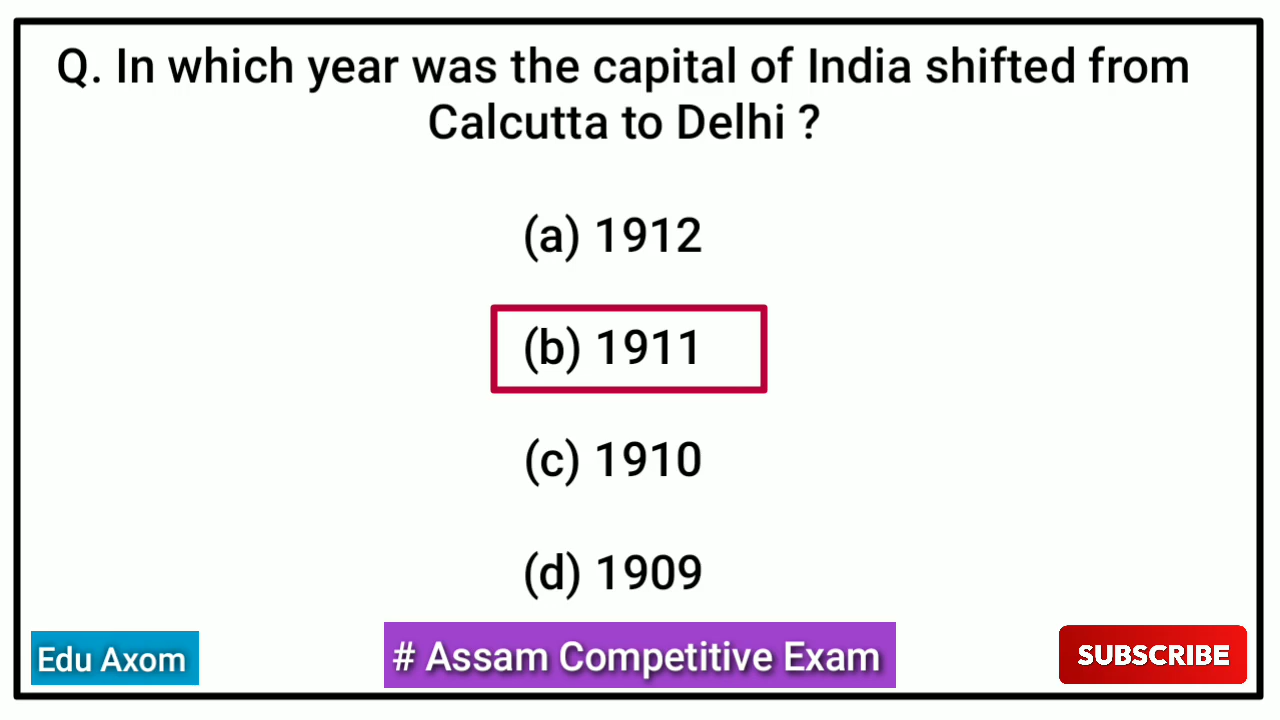 Q. In which year was the capital of India shifted from
Calcutta to Delhi ?
(a) 1912
(b) 1911
(c) 1910
(d) 1909
Edu Axom
# Assam Competitive Exam
SUBSCRIBE